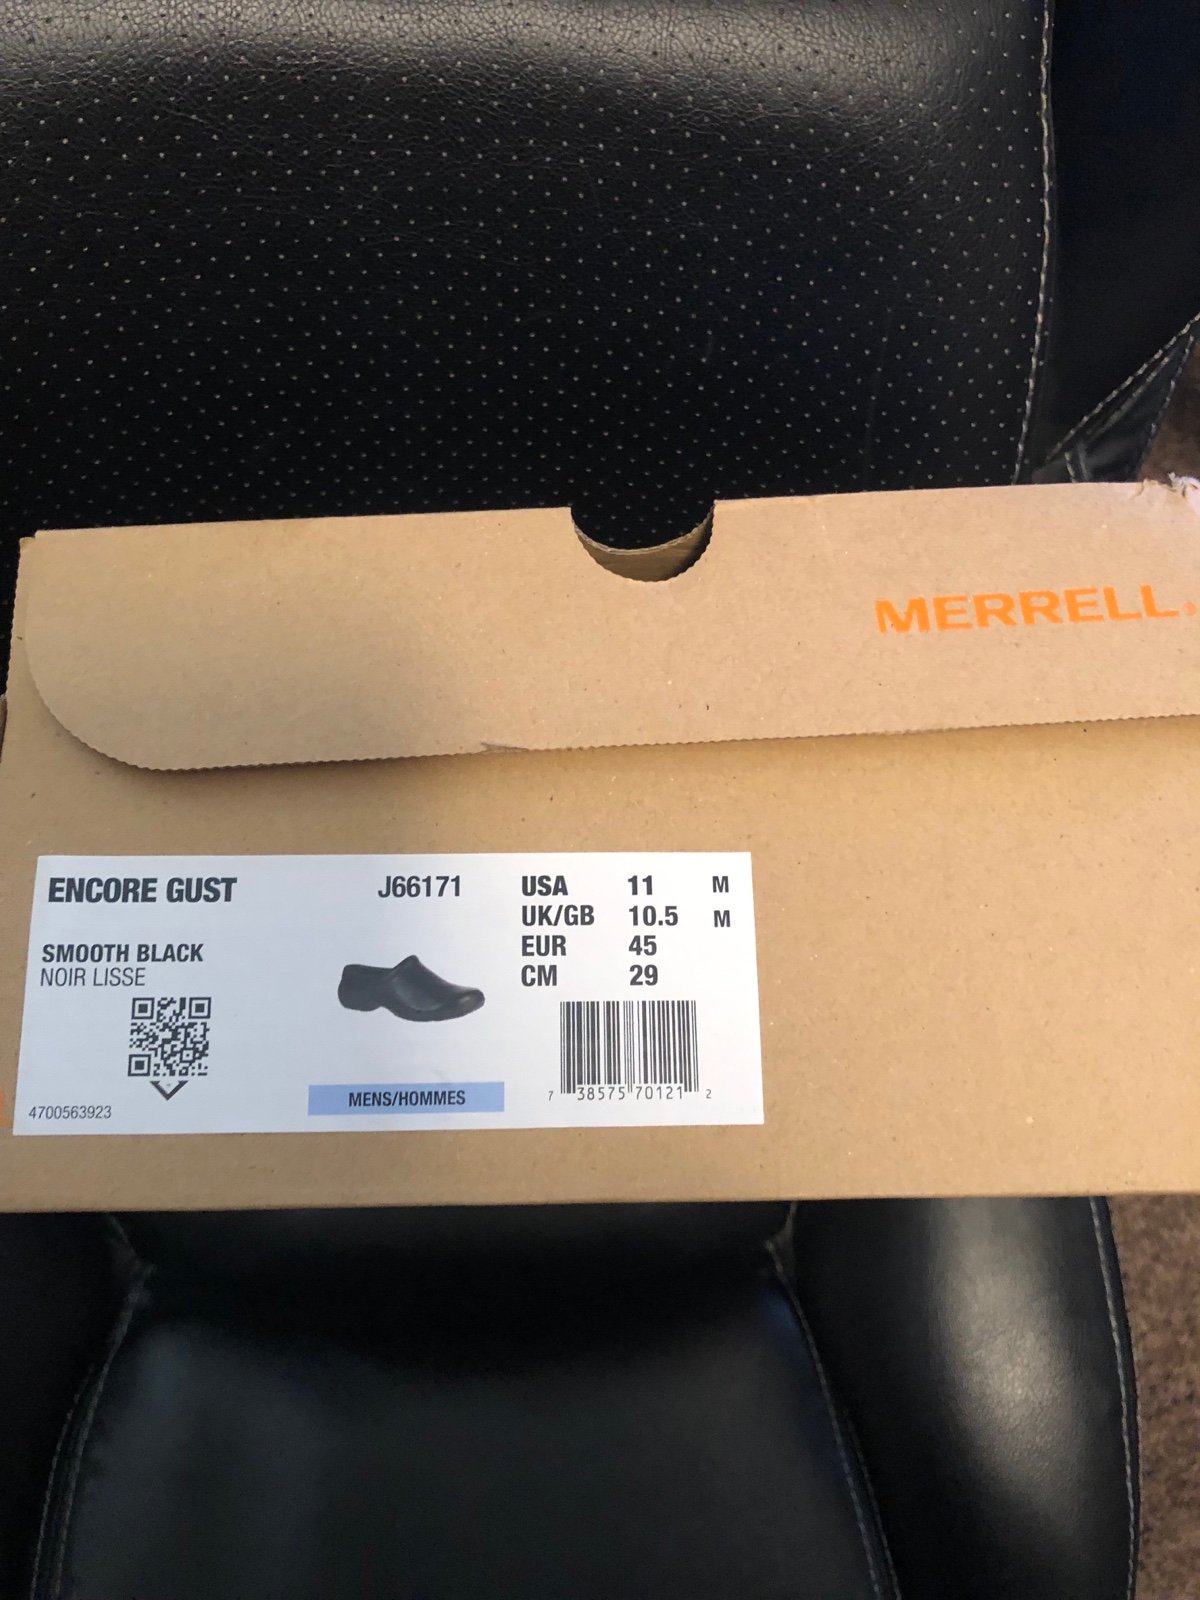 MERRELL.
ENCORE GUST
J66171
SMOOTH BLACK
NOIR LISSE
4700563923
MENS/HOMMES
USA 11 M
UK/GB 10.5 M
EUR 45
CM 29
7 38575 70121 2